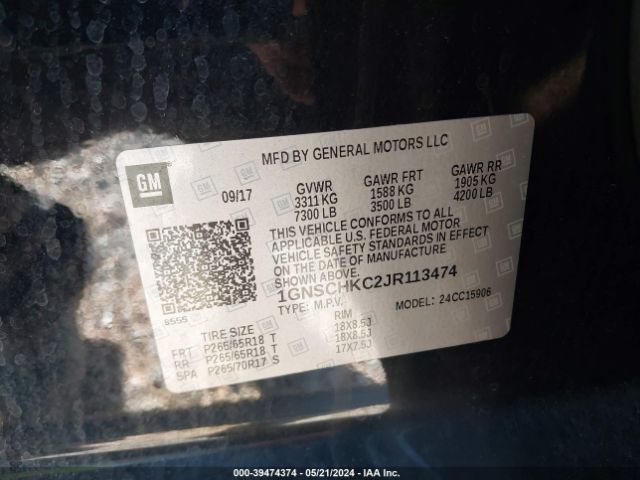 MFD BY GENERAL MOTORS LLC
GM
09/17 GVWR GAWR FRT GAWR RR
3311 KG 1588 KG 1905 KG
7300 LB 3500 LB 4200 LB
THIS VEHICLE CONFORMS TO ALL
APPLICABLE U.S. FEDERAL MOTOR
VEHICLE SAFETY STANDARDS IN EFFECT
ON THE DATE OF MANUFACTURE
SHOWN ABOVE.
1GNSCHKC2JR113474
TYPE: M.P.V. MODEL: 24CC15906
8555
TIRE SIZE RIM
FRT P265/65R18 T 18X8.5J
RR P265/65R18 T 18X8.5J
SPA P265/70R17 S 17X7.5J
000-39474374 - 05/21/2024 - IAA Inc.